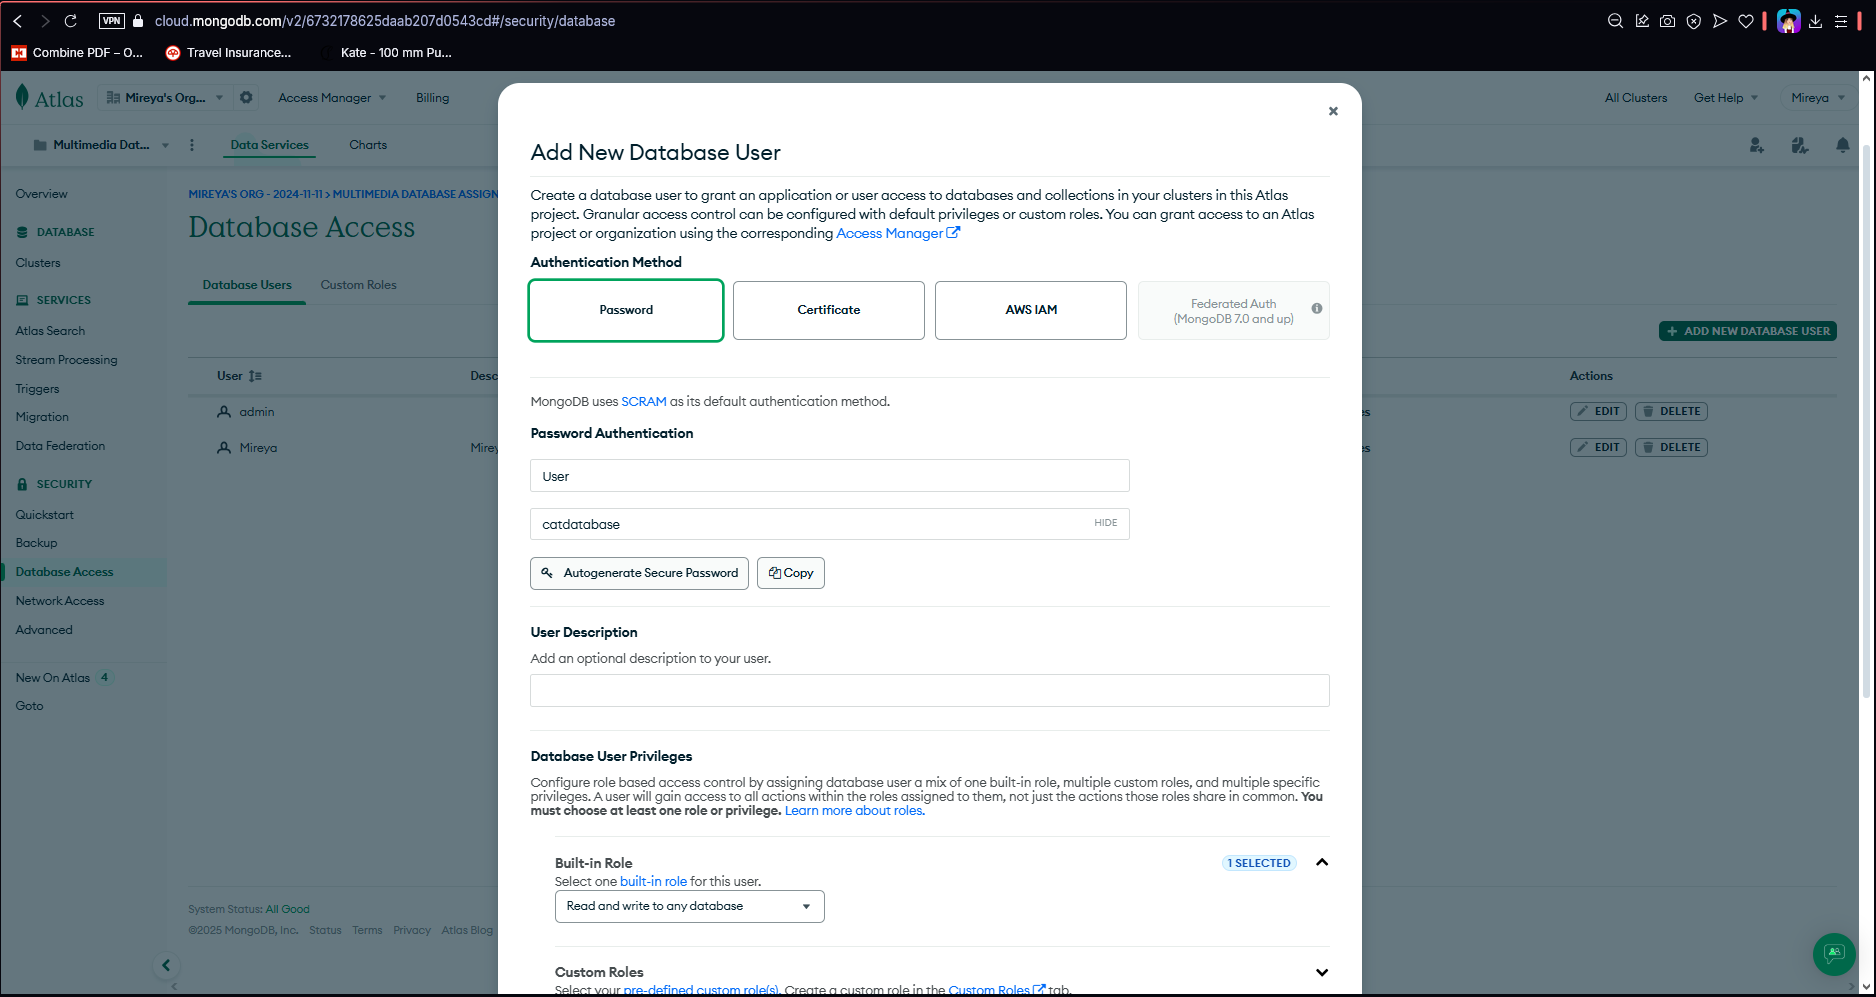 VPN
cloud.mongodb.com/v2/6732178625daab207d0543cd#/security/database
Combine PDF – O...
Travel Insurance...
Kate - 100 mm Pu...
Atlas
Mireya's Org...
Access Manager
Billing
All Clusters
Get Help
Mireya
Multimedia Dat...
Data Services
Charts
Overview
DATABASE
Clusters
SERVICES
Atlas Search
Stream Processing
Triggers
Migration
Data Federation
SECURITY
Quickstart
Backup
Database Access
Network Access
Advanced
New On Atlas 4
Goto
MIREYA'S ORG - 2024-11-11 > MULTIMEDIA DATABASE ASSIGN
Database Access
Database Users
Custom Roles
ADD NEW DATABASE USER
User
Desc
Actions
admin
es
EDIT
DELETE
Mireya
Mirey
es
EDIT
DELETE
System Status: All Good
©2025 MongoDB, Inc. Status Terms Privacy Atlas Blog
Add New Database User
Create a database user to grant an application or user access to databases and collections in your clusters in this Atlas
project. Granular access control can be configured with default privileges or custom roles. You can grant access to an Atlas
project or organization using the corresponding Access Manager
Authentication Method
Password
Certificate
AWS IAM
Federated Auth
(MongoDB 7.0 and up)
MongoDB uses SCRAM as its default authentication method.
Password Authentication
User
catdatabase
HIDE
Autogenerate Secure Password
Copy
User Description
Add an optional description to your user.
Database User Privileges
Configure role based access control by assigning database user a mix of one built-in role, multiple custom roles, and multiple specific
privileges. A user will gain access to all actions within the roles assigned to them, not just the actions those roles share in common. You
must choose at least one role or privilege. Learn more about roles.
Built-in Role
1 SELECTED
Select one built-in role for this user.
Read and write to any database
Custom Roles
Select your pre-defined custom role(s). Create a custom role in the Custom Roles tab.